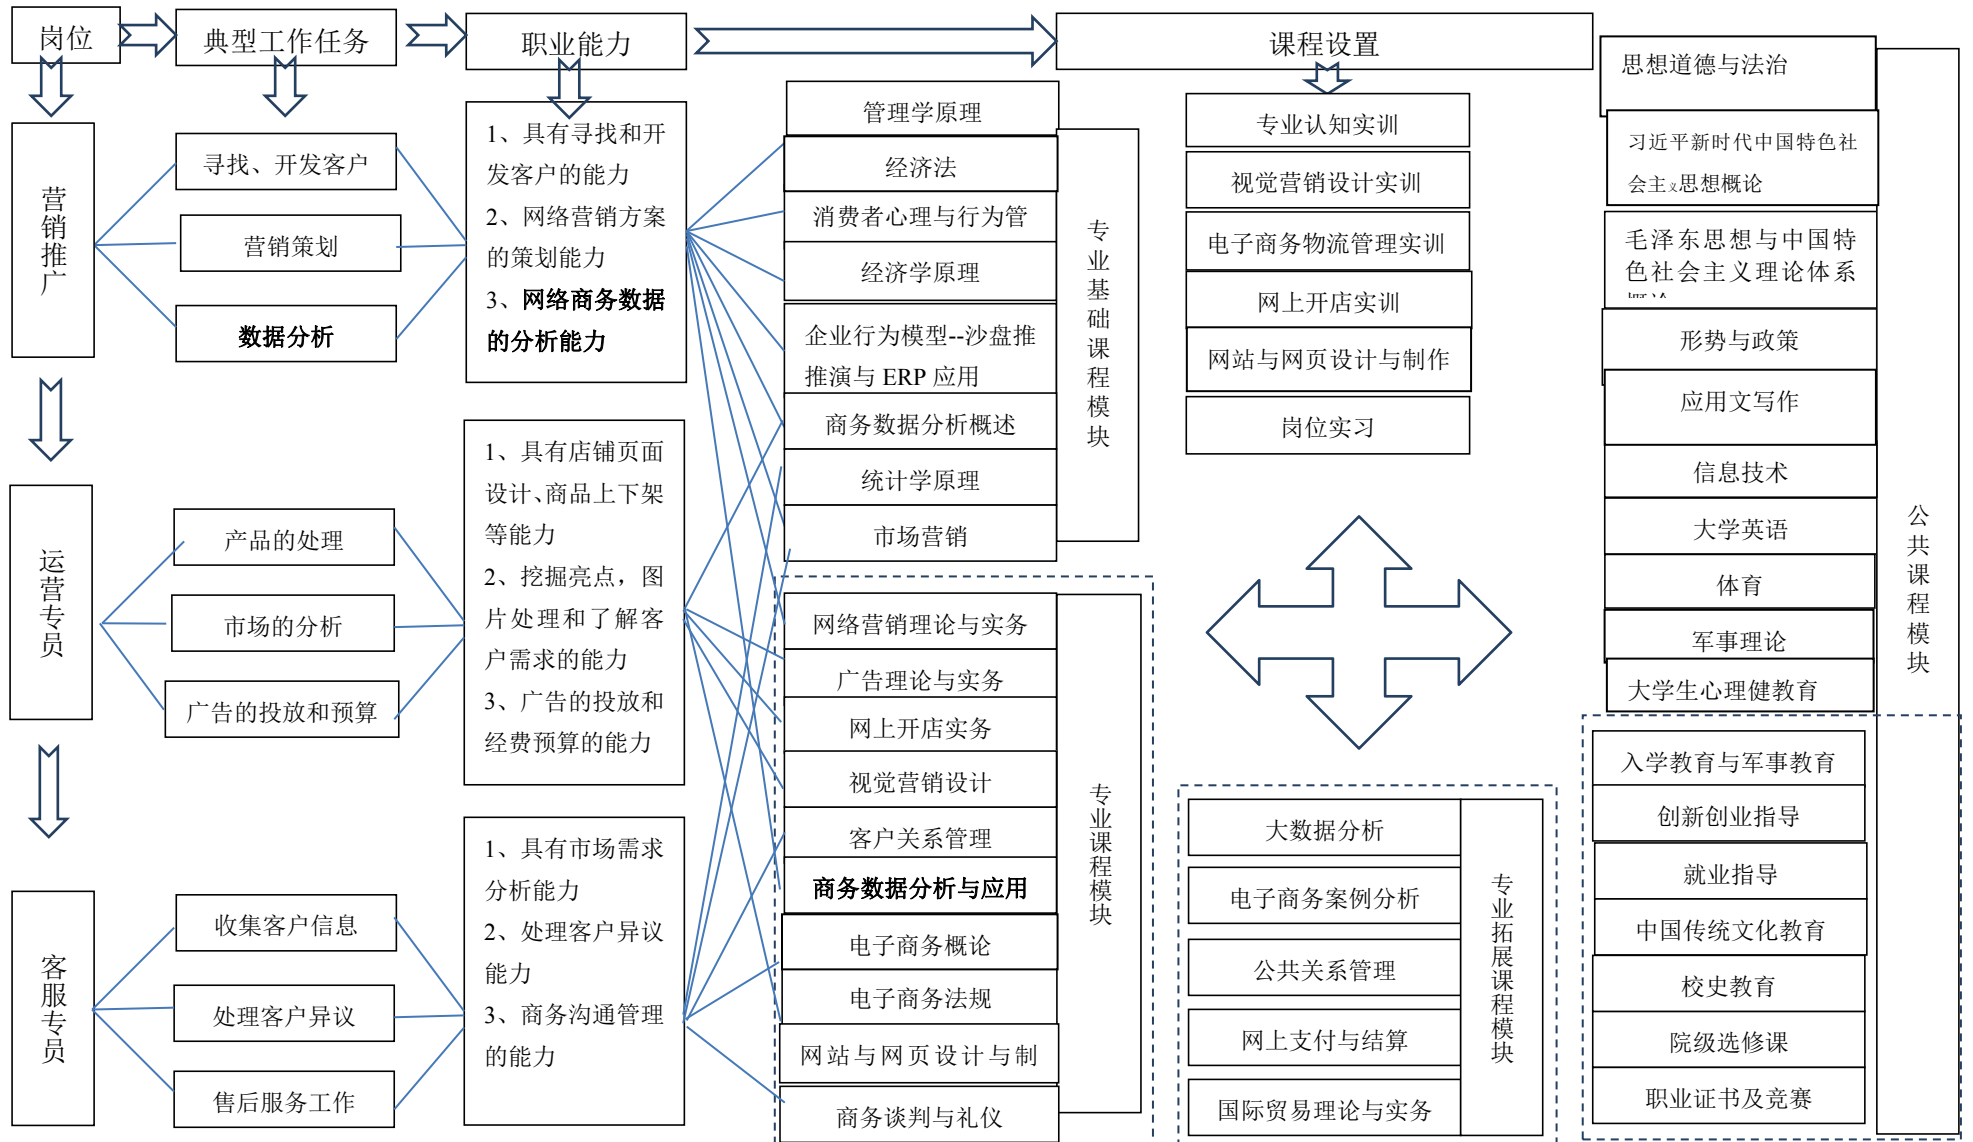 岗位
典型工作任务
职业能力
课程设置
营销推广
寻找、开发客户
营销策划
数据分析
1、具有寻找和开
发客户的能力
2、网络营销方案
的策划能力
3、网络商务数据
的分析能力
运营专员
产品的处理
市场的分析
广告的投放和预算
1、具有店铺页面
设计、商品上下架
等能力
2、挖掘亮点，图
片处理和了解客
户需求的能力
3、广告的投放和
经费预算的能力
客服专员
收集客户信息
处理客户异议
售后服务工作
1、具有市场需求
分析能力
2、处理客户异议
能力
3、商务沟通管理
的能力
管理学原理
经济法
消费者心理与行为管
经济学原理
企业行为模型--沙盘推
推演与 ERP 应用
商务数据分析概述
统计学原理
市场营销
专业基础课程模块
网络营销理论与实务
广告理论与实务
网上开店实务
视觉营销设计
客户关系管理
商务数据分析与应用
电子商务概论
电子商务法规
网站与网页设计与制
商务谈判与礼仪
专业课程模块
专业认知实训
视觉营销设计实训
电子商务物流管理实训
网上开店实训
网站与网页设计与制作
岗位实习
大数据分析
电子商务案例分析
公共关系管理
网上支付与结算
国际贸易理论与实务
专业拓展课程模块
思想道德与法治
习近平新时代中国特色社
会主义思想概论
毛泽东思想与中国特
色社会主义理论体系
形势与政策
应用文写作
信息技术
大学英语
体育
军事理论
大学生心理健教育
入学教育与军事教育
创新创业指导
就业指导
中国传统文化教育
校史教育
院级选修课
职业证书及竞赛
公共课程模块